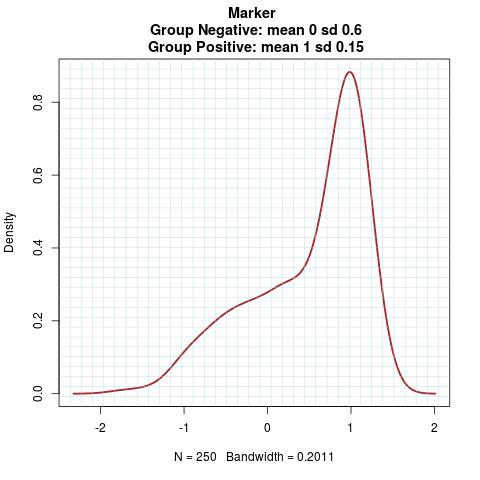 Marker
Group Negative: mean 0 sd 0.6
Group Positive: mean 1 sd 0.15
Density
0.8
0.6
0.4
0.2
0.0
-2 -1 0 1 2
N = 250 Bandwidth = 0.2011